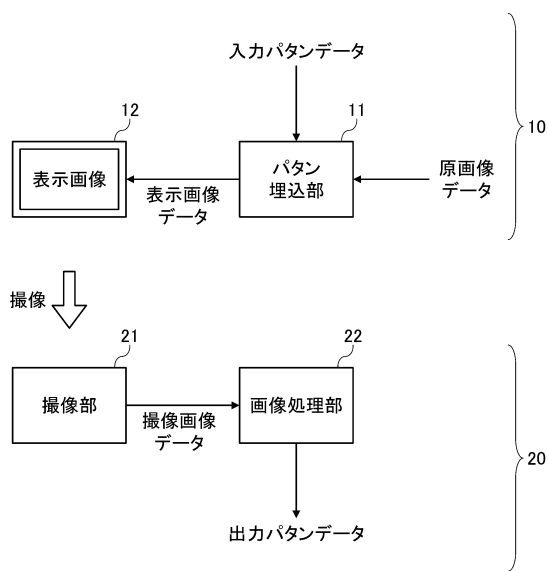 入力パタンデータ
12
11
10
表示画像
パタン
埋込部
原画像
データ
表示画像
データ
撮像
21
22
撮像部
画像処理部
撮像画像
データ
20
出力パタンデータ